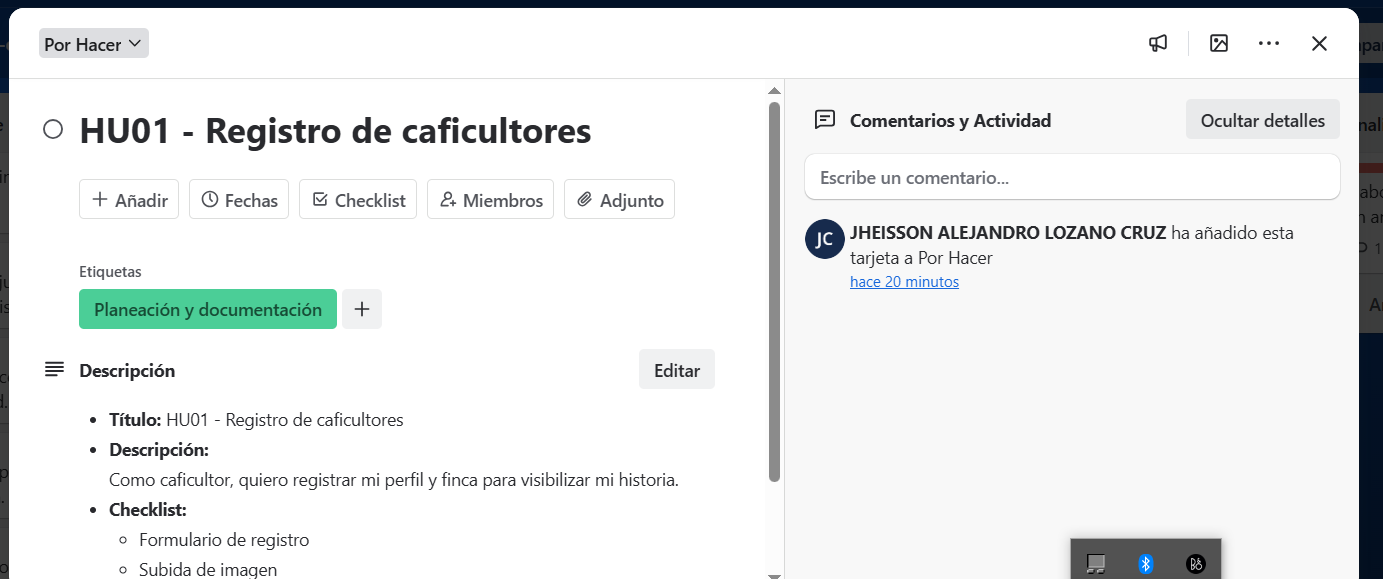 Por Hacer
HU01 - Registro de caficultores
Añadir
Fechas
Checklist
Miembros
Adjunto
Etiquetas
Planeación y documentación
Descripción
Editar
Título: HU01 - Registro de caficultores
Descripción:
Como caficultor, quiero registrar mi perfil y finca para visibilizar mi historia.
Checklist:
Formulario de registro
Subida de imagen
Comentarios y Actividad
Ocultar detalles
Escribe un comentario...
JC
JHEISSON ALEJANDRO LOZANO CRUZ ha añadido esta
tarjeta a Por Hacer
hace 20 minutos